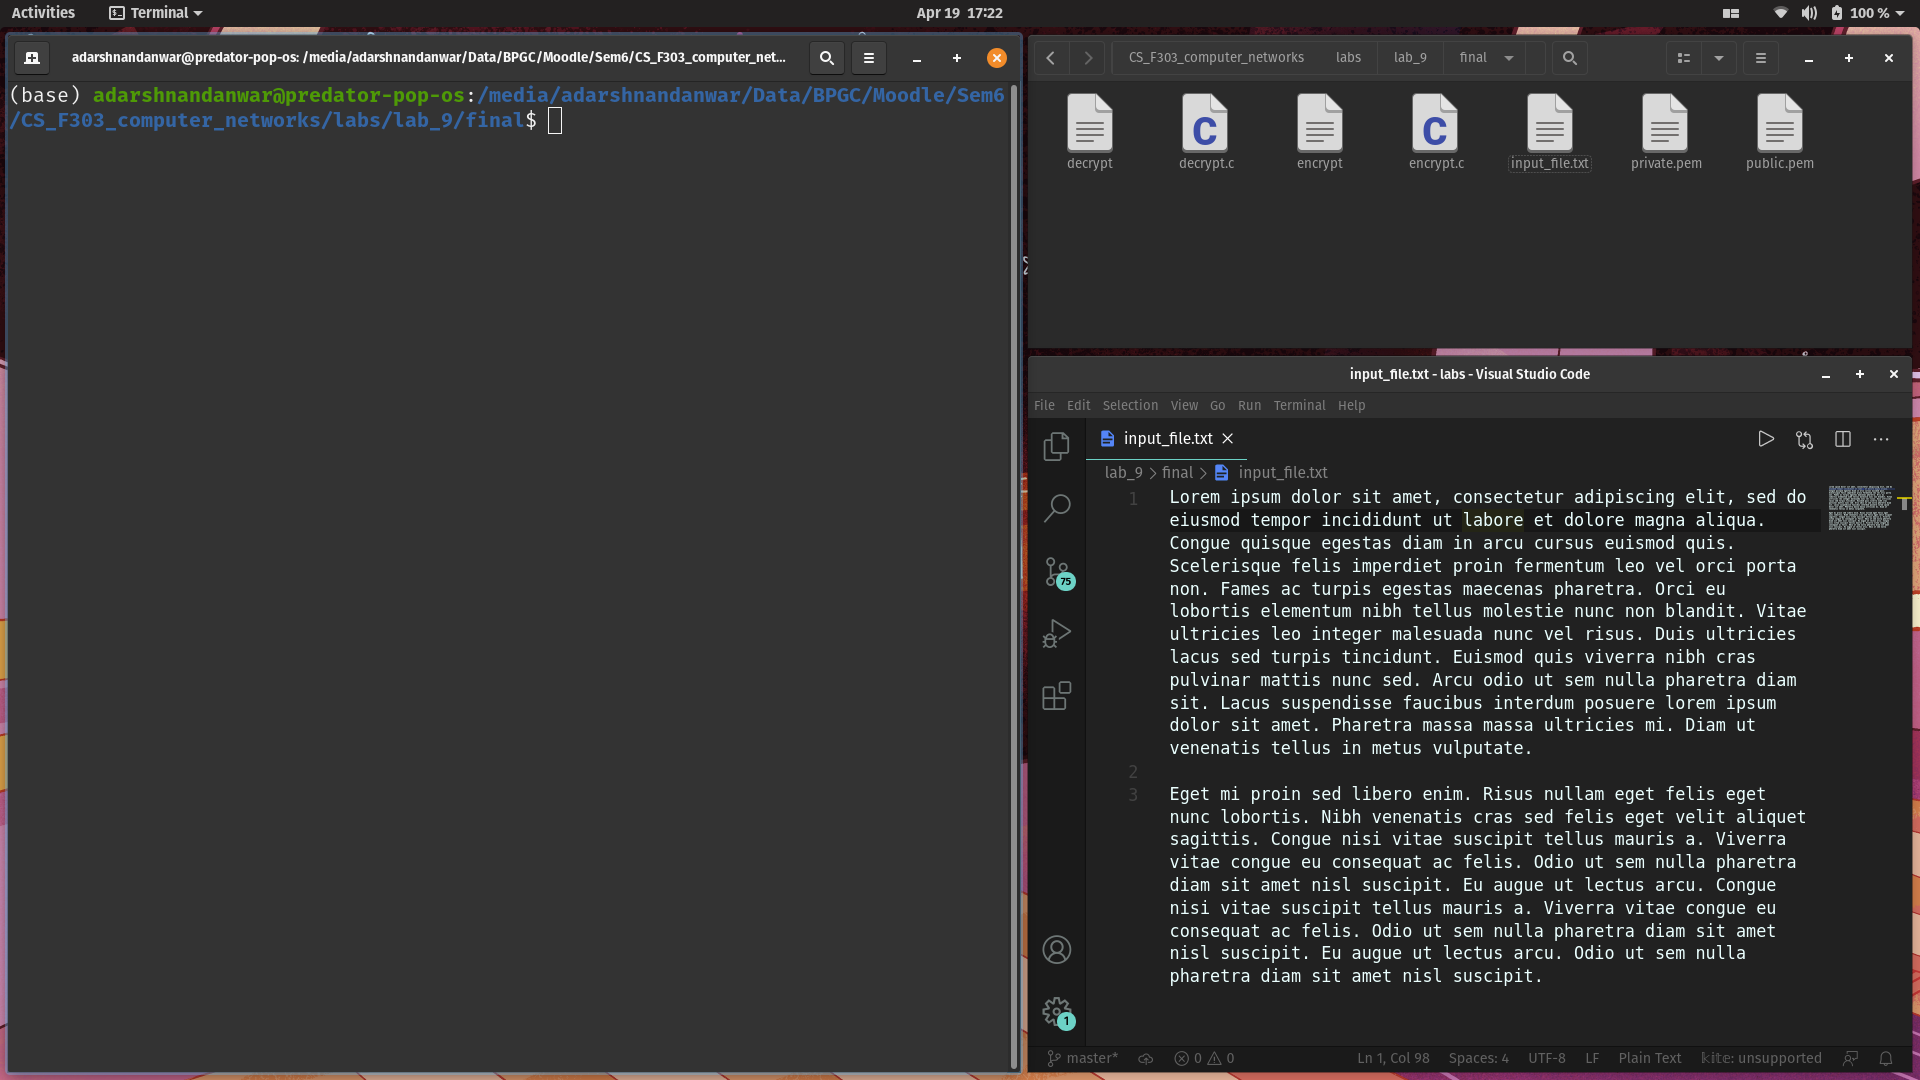 Activities Terminal Apr 19 17:22 100 %
adarshnandanwar@predator-pop-os: /media/adarshnandanwar/Data/BPGC/Moodle/Sem6/CS_F303_computer_net...
(base) adarshnandanwar@predator-pop-os:/media/adarshnandanwar/Data/BPGC/Moodle/Sem6
/CS_F303_computer_networks/labs/lab_9/final$
CS_F303_computer_networks labs lab_9 final
decrypt decrypt.c encrypt encrypt.c input_file.txt private.pem public.pem
input_file.txt - labs - Visual Studio Code
File Edit Selection View Go Run Terminal Help
input_file.txt
lab_9 > final > input_file.txt
1 Lorem ipsum dolor sit amet, consectetur adipiscing elit, sed do
eiusmod tempor incididunt ut labore et dolore magna aliqua.
Congue quisque egestas diam in arcu cursus euismod quis.
Scelerisque felis imperdiet proin fermentum leo vel orci porta
non. Fames ac turpis egestas maecenas pharetra. Orci eu
lobortis elementum nibh tellus molestie nunc non blandit. Vitae
ultricies leo integer malesuada nunc vel risus. Duis ultricies
lacus sed turpis tincidunt. Euismod quis viverra nibh cras
pulvinar mattis nunc sed. Arcu odio ut sem nulla pharetra diam
sit. Lacus suspendisse faucibus interdum posuere lorem ipsum
dolor sit amet. Pharetra massa massa ultricies mi. Diam ut
venenatis tellus in metus vulputate.
2
3 Eget mi proin sed libero enim. Risus nullam eget felis eget
nunc lobortis. Nibh venenatis cras sed felis eget velit aliquet
sagittis. Congue nisi vitae suscipit tellus mauris a. Viverra
vitae congue eu consequat ac felis. Odio ut sem nulla pharetra
diam sit amet nisl suscipit. Eu augue ut lectus arcu. Congue
nisi vitae suscipit tellus mauris a. Viverra vitae congue eu
consequat ac felis. Odio ut sem nulla pharetra diam sit amet
nisl suscipit. Eu augue ut lectus arcu. Odio ut sem nulla
pharetra diam sit amet nisl suscipit.
75
1
master* 0 0 Ln 1, Col 98 Spaces: 4 UTF-8 LF Plain Text kite: unsupported